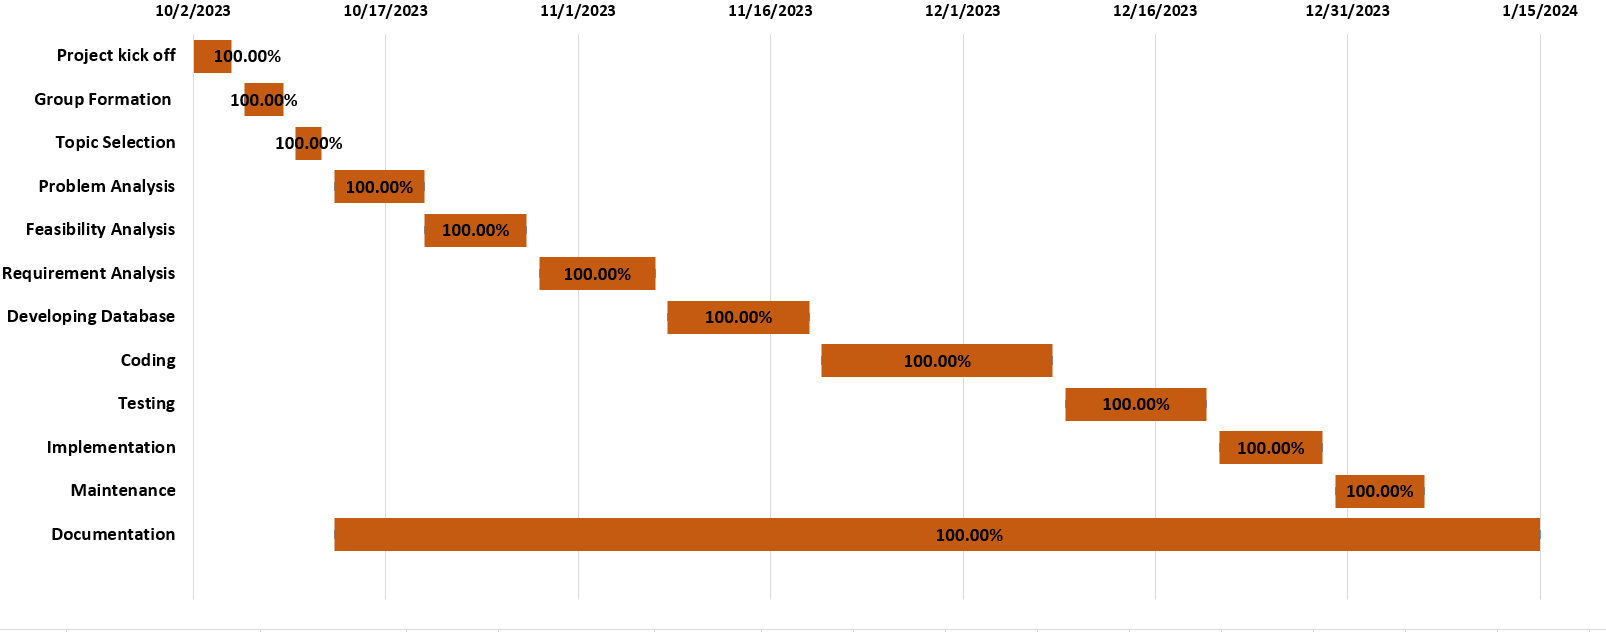 10/2/2023 10/17/2023 11/1/2023 11/16/2023 12/1/2023 12/16/2023 12/31/2023 1/15/2024
Project kick off 100.00%
Group Formation 100.00%
Topic Selection 100.00%
Problem Analysis 100.00%
Feasibility Analysis 100.00%
Requirement Analysis 100.00%
Developing Database 100.00%
Coding 100.00%
Testing 100.00%
Implementation 100.00%
Maintenance 100.00%
Documentation 100.00%